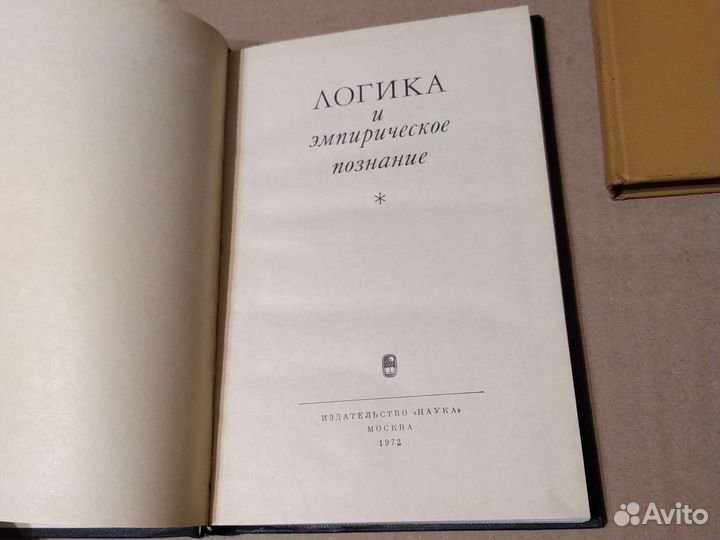 ЛОГИКА
и
эмпирическое
познание
*
ИЗДАТЕЛЬСТВО «НАУКА»
МОСКВА
1972
Avito